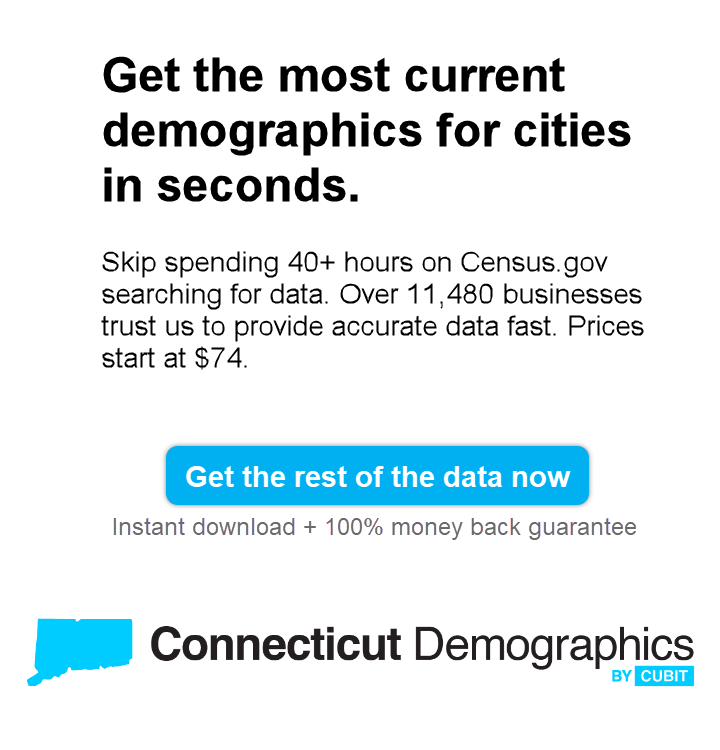 Get the most current
demographics for cities
in seconds.
Skip spending 40+ hours on Census.gov
searching for data. Over 11,480 businesses
trust us to provide accurate data fast. Prices
start at $74.
Get the rest of the data now
Instant download + 100% money back guarantee
Connecticut Demographics
BY CUBIT